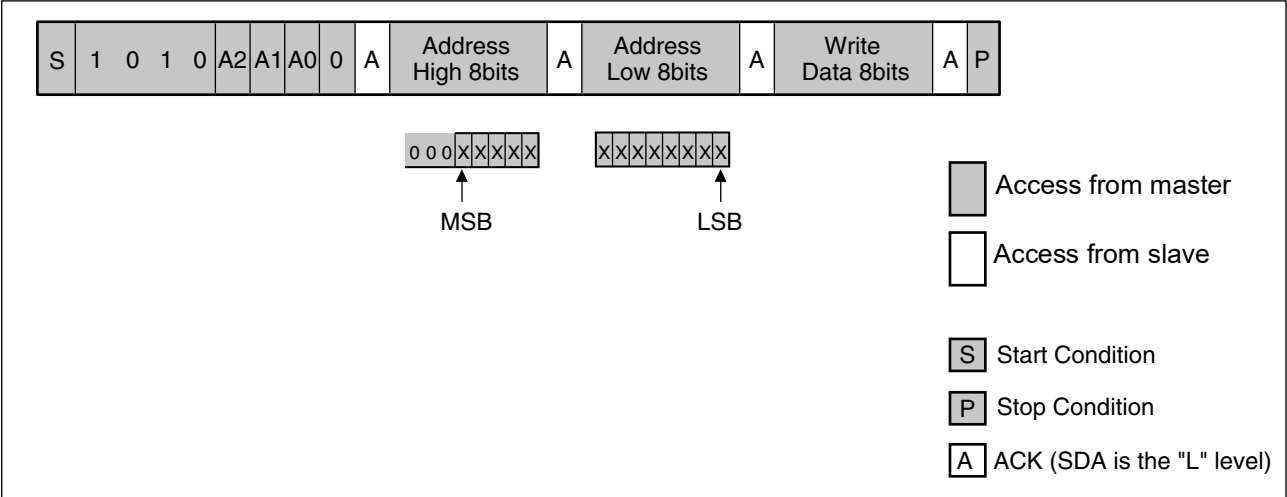 S 1 0 1 0 A2 A1 A0 0 A Address High 8bits A Address Low 8bits A Write Data 8bits A P
0 0 0 X X X X X X X X X X X X X
MSB LSB
Access from master
Access from slave
S Start Condition
P Stop Condition
A ACK (SDA is the "L" level)